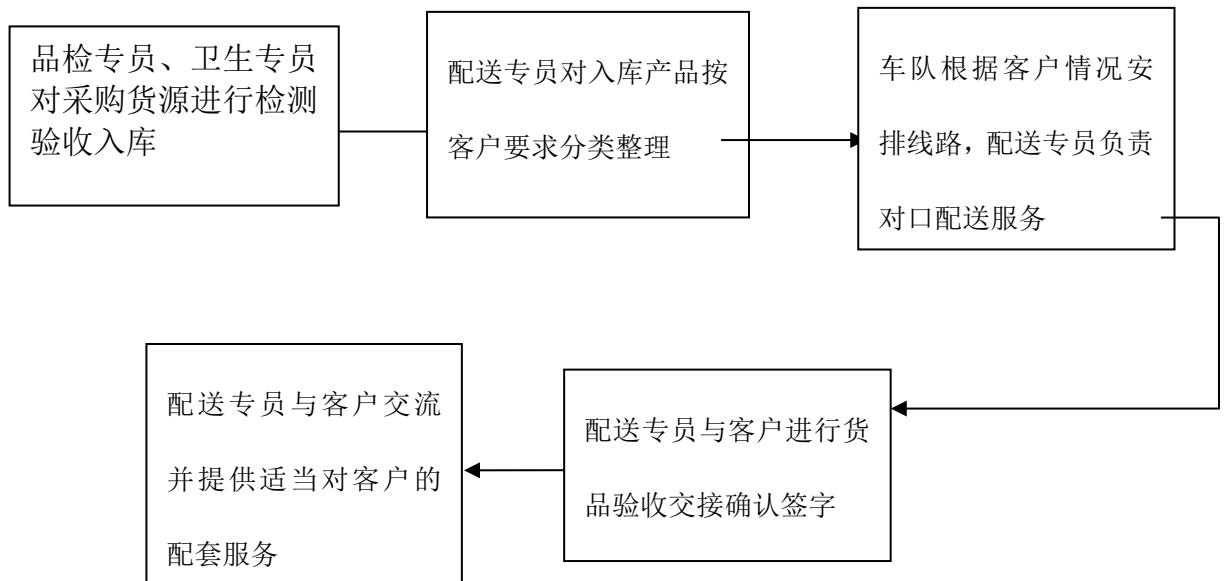 品检专员、卫生专员
对采购货源进行检测
验收入库
配送专员对入库产品按
客户要求分类整理
车队根据客户情况安
排线路，配送专员负责
对口配送服务
配送专员与客户进行货
品验收交接确认签字
配送专员与客户交流
并提供适当对客户的
配套服务